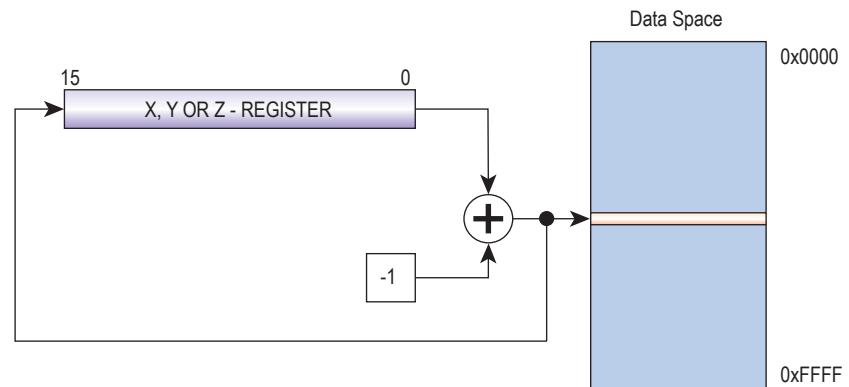 Data Space
0x0000
15 0
X, Y OR Z - REGISTER
+
-1
0xFFFF